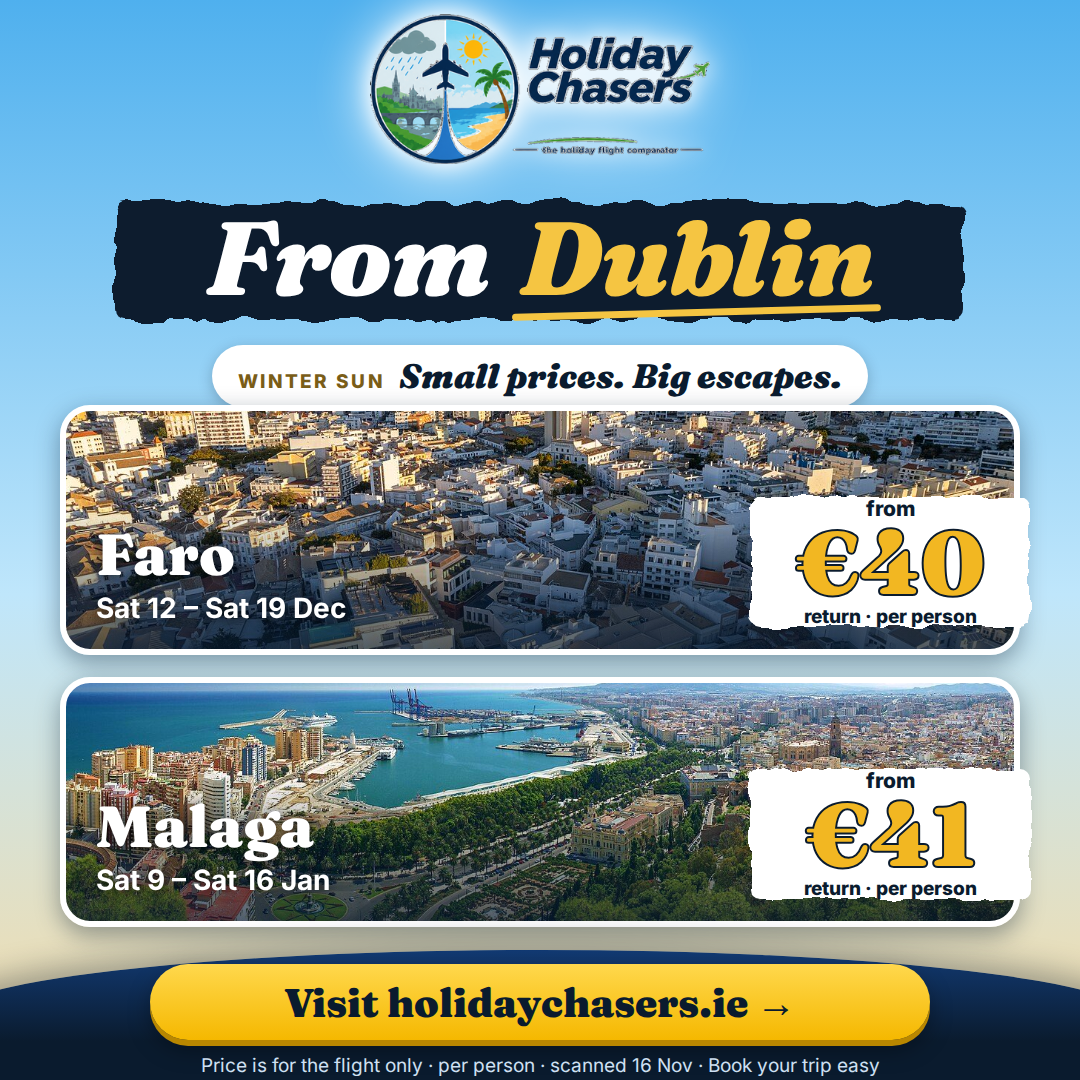 Holiday
Chasers
the holiday flight comparator
From Dublin
WINTER SUN Small prices. Big escapes.
Faro
Sat 12 – Sat 19 Dec
from
€40
return · per person
Malaga
Sat 9 – Sat 16 Jan
from
€41
return · per person
Visit holidaychasers.ie →
Price is for the flight only · per person · scanned 16 Nov · Book your trip easy